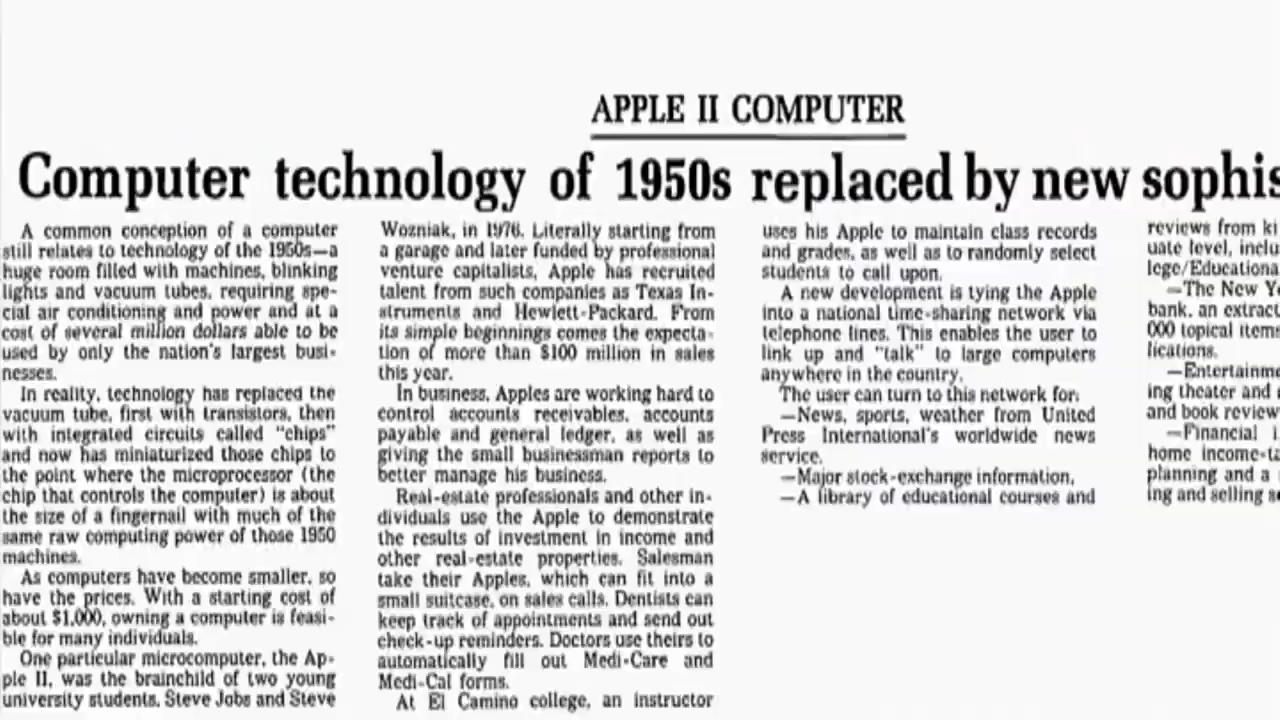 APPLE II COMPUTER
Computer technology of 1950s replaced by new sophis
A common conception of a computer
still relates to technology of the 1950s—a
huge room filled with machines, blinking
lights and vacuum tubes, requiring spe-
cial air conditioning and power and at a
cost of several million dollars able to be
used by only the nation's largest busi-
nesses.
In reality, technology has replaced the
vacuum tube, first with transistors, then
with integrated circuits called "chips"
and now has miniaturized those chips to
the point where the microprocessor (the
chip that controls the computer) is about
the size of a fingernail with much of the
same raw computing power of those 1950
machines.
As computers have become smaller, so
have the prices. With a starting cost of
about $1,000, owning a computer is feasi-
ble for many individuals.
One particular microcomputer, the Ap-
ple II, was the brainchild of two young
university students, Steve Jobs and Steve
Wozniak, in 1976. Literally starting from
a garage and later funded by professional
venture capitalists, Apple has recruited
talent from such companies as Texas In-
struments and Hewlett-Packard. From
its simple beginnings comes the expecta-
tion of more than $100 million in sales
this year.
In business, Apples are working hard to
control accounts receivables, accounts
payable and general ledger, as well as
giving the small businessman reports to
better manage his business.
Real-estate professionals and other in-
dividuals use the Apple to demonstrate
the results of investment in income and
other real-estate properties. Salesman
take their Apples, which can fit into a
small suitcase, on sales calls. Dentists can
keep track of appointments and send out
check-up reminders. Doctors use theirs to
automatically fill out Medi-Care and
Medi-Cal forms.
At El Camino college, an instructor
uses his Apple to maintain class records
and grades, as well as to randomly select
students to call upon.
A new development is tying the Apple
into a national time-sharing network via
telephone lines. This enables the user to
link up and "talk" to large computers
anywhere in the country.
The user can turn to this network for:
—News, sports, weather from United
Press International's worldwide news
service.
—Major stock-exchange information,
—A library of educational courses and
reviews from ki
uate level, inclu
lege/Educationa
—The New Yo
bank, an extract
000 topical items
lications.
—Entertainme
ing theater and
and book review
—Financial i
home income-ta
planning and a
ing and selling se